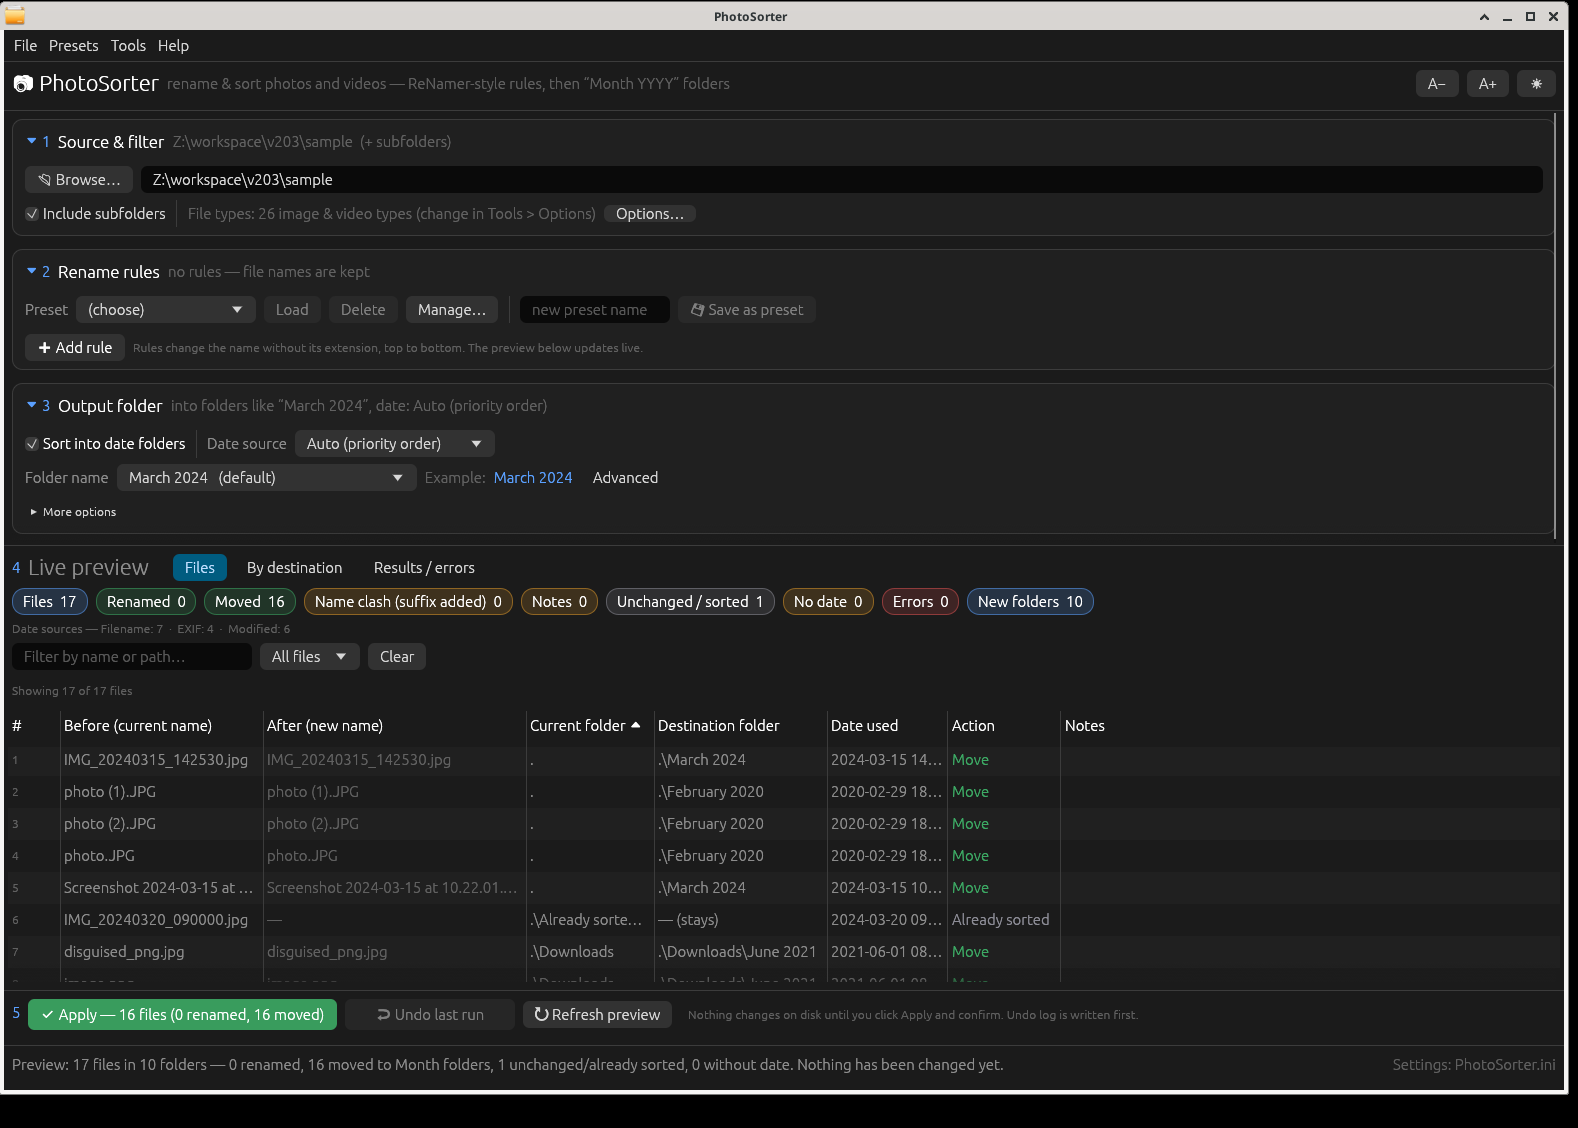 PhotoSorter
File Presets Tools Help
PhotoSorter rename & sort photos and videos — ReNamer-style rules, then “Month YYYY” folders A− A+
1 Source & filter Z:\workspace\v203\sample (+ subfolders)
Browse… Z:\workspace\v203\sample
Include subfolders File types: 26 image & video types (change in Tools > Options) Options…
2 Rename rules no rules — file names are kept
Preset (choose) Load Delete Manage… new preset name Save as preset
Add rule Rules change the name without its extension, top to bottom. The preview below updates live.
3 Output folder into folders like “March 2024”, date: Auto (priority order)
Sort into date folders Date source Auto (priority order)
Folder name March 2024 (default) Example: March 2024 Advanced
More options
4 Live preview Files By destination Results / errors
Files 17 Renamed 0 Moved 16 Name clash (suffix added) 0 Notes 0 Unchanged / sorted 1 No date 0 Errors 0 New folders 10
Date sources — Filename: 7 · EXIF: 4 · Modified: 6
Filter by name or path… All files Clear
Showing 17 of 17 files
# Before (current name) After (new name) Current folder Destination folder Date used Action Notes
1 IMG_20240315_142530.jpg IMG_20240315_142530.jpg . .\March 2024 2024-03-15 14… Move
2 photo (1).JPG photo (1).JPG . .\February 2020 2020-02-29 18… Move
3 photo (2).JPG photo (2).JPG . .\February 2020 2020-02-29 18… Move
4 photo.JPG photo.JPG . .\February 2020 2020-02-29 18… Move
5 Screenshot 2024-03-15 at … Screenshot 2024-03-15 at 10.22.01.… . .\March 2024 2024-03-15 10… Move
6 IMG_20240320_090000.jpg — .\Already sorte… — (stays) 2024-03-20 09… Already sorted
7 disguised_png.jpg disguised_png.jpg .\Downloads .\Downloads\June 2021 2021-06-01 08… Move
5 Apply — 16 files (0 renamed, 16 moved) Undo last run Refresh preview Nothing changes on disk until you click Apply and confirm. Undo log is written first.
Preview: 17 files in 10 folders — 0 renamed, 16 moved to Month folders, 1 unchanged/already sorted, 0 without date. Nothing has been changed yet. Settings: PhotoSorter.ini